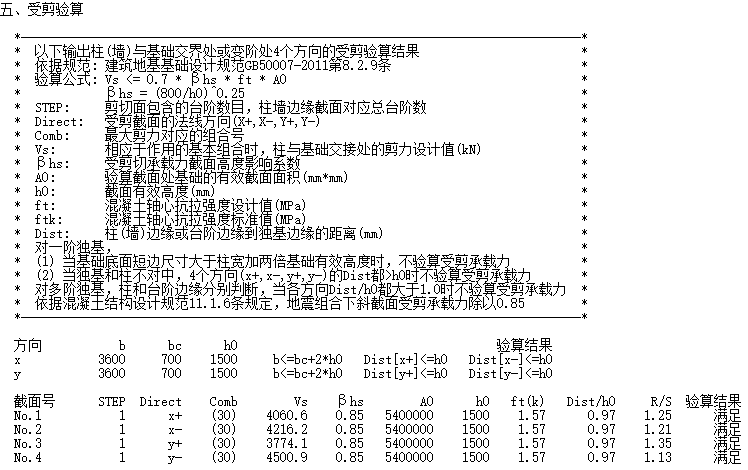 五、受剪验算
*————————————————————————————————————————*
* 以下输出柱(墙)与基础交界处或变阶处4个方向的受剪验算结果 *
* 依据规范: 建筑地基基础设计规范GB50007-2011第8.2.9条 *
* 验算公式: Vs <= 0.7 * βhs * ft * A0 *
* βhs = (800/h0)^0.25 *
* STEP: 剪切面包含的台阶数目,柱墙边缘截面对应总台阶数 *
* Direct: 受剪截面的法线方向(X+,X-,Y+,Y-) *
* Comb: 最大剪力对应的组合号 *
* Vs: 相应于作用的基本组合时,柱与基础交接处的剪力设计值(kN) *
* βhs: 受剪切承载力截面高度影响系数 *
* A0: 验算截面处基础的有效截面面积(mm*mm) *
* h0: 截面有效高度(mm) *
* ft: 混凝土轴心抗拉强度设计值(MPa) *
* ftk: 混凝土轴心抗拉强度标准值(MPa) *
* Dist: 柱(墙)边缘或台阶边缘到独基边缘的距离(mm) *
* 对一阶独基, *
* (1) 当基础底面短边尺寸大于柱宽加两倍基础有效高度时,不验算受剪承载力 *
* (2) 当独基和柱不对中,4个方向(x+,x-,y+,y-)的Dist都>h0时不验算受剪承载力 *
* 对多阶独基,柱和台阶边缘分别判断,当各方向Dist/h0都大于1.0时不验算受剪承载力 *
* 依据混凝土结构设计规范11.1.6条规定,地震组合下斜截面受剪承载力除以0.85 *
*————————————————————————————————————————*
方向 b bc h0 验算结果
x 3600 700 1500 b<=bc+2*h0 Dist[x+]<=h0 Dist[x-]<=h0
y 3600 700 1500 b<=bc+2*h0 Dist[y+]<=h0 Dist[y-]<=h0
截面号 STEP Direct Comb Vs βhs A0 h0 ft(k) Dist/h0 R/S 验算结果
No.1 1 x+ (30) 4060.6 0.85 5400000 1500 1.57 0.97 1.25 满足
No.2 1 x- (30) 4216.2 0.85 5400000 1500 1.57 0.97 1.21 满足
No.3 1 y+ (30) 3774.1 0.85 5400000 1500 1.57 0.97 1.35 满足
No.4 1 y- (30) 4500.9 0.85 5400000 1500 1.57 0.97 1.13 满足